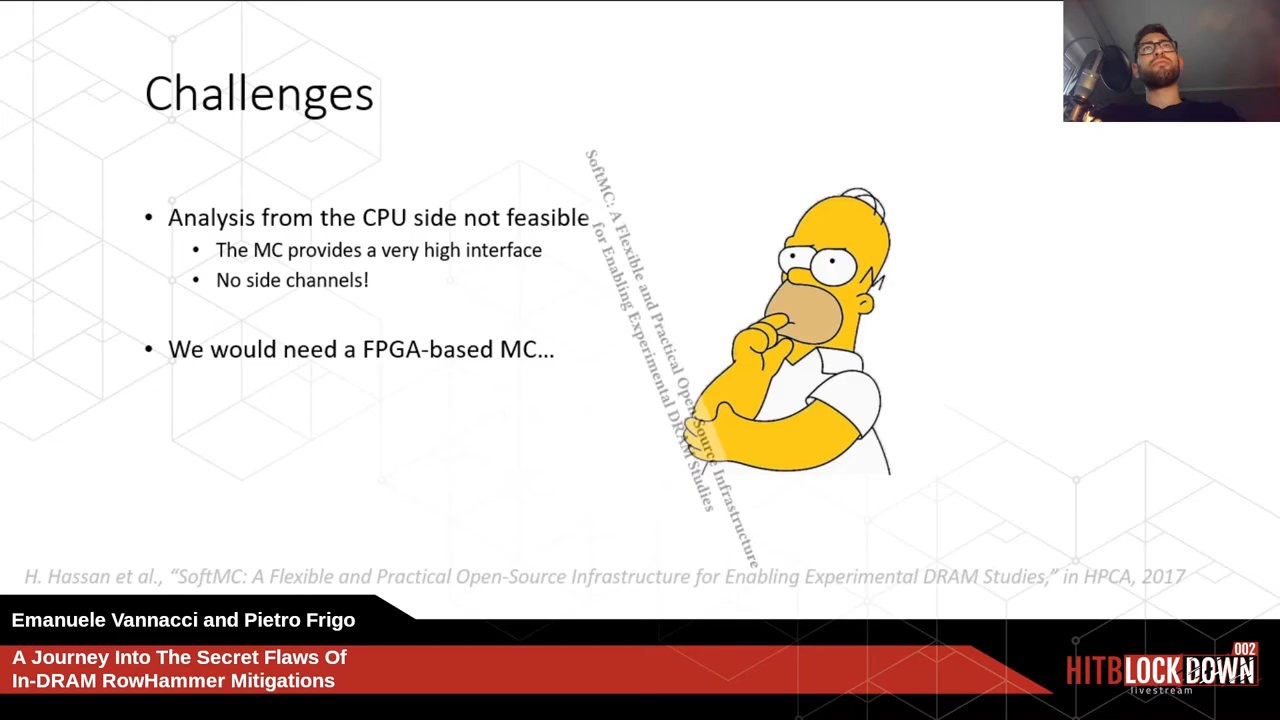 Challenges
• Analysis from the CPU side not feasible
• The MC provides a very high interface
• No side channels!
• We would need a FPGA-based MC...
SoftMC: A Flexible and Practical Open-Source Infrastructure
for Enabling Experimental DRAM Studies
H. Hassan et al., “SoftMC: A Flexible and Practical Open-Source Infrastructure for Enabling Experimental DRAM Studies,” in HPCA, 2017
Emanuele Vannacci and Pietro Frigo
A Journey Into The Secret Flaws Of
In-DRAM RowHammer Mitigations
002
HITBLOCKDOWN
livestream